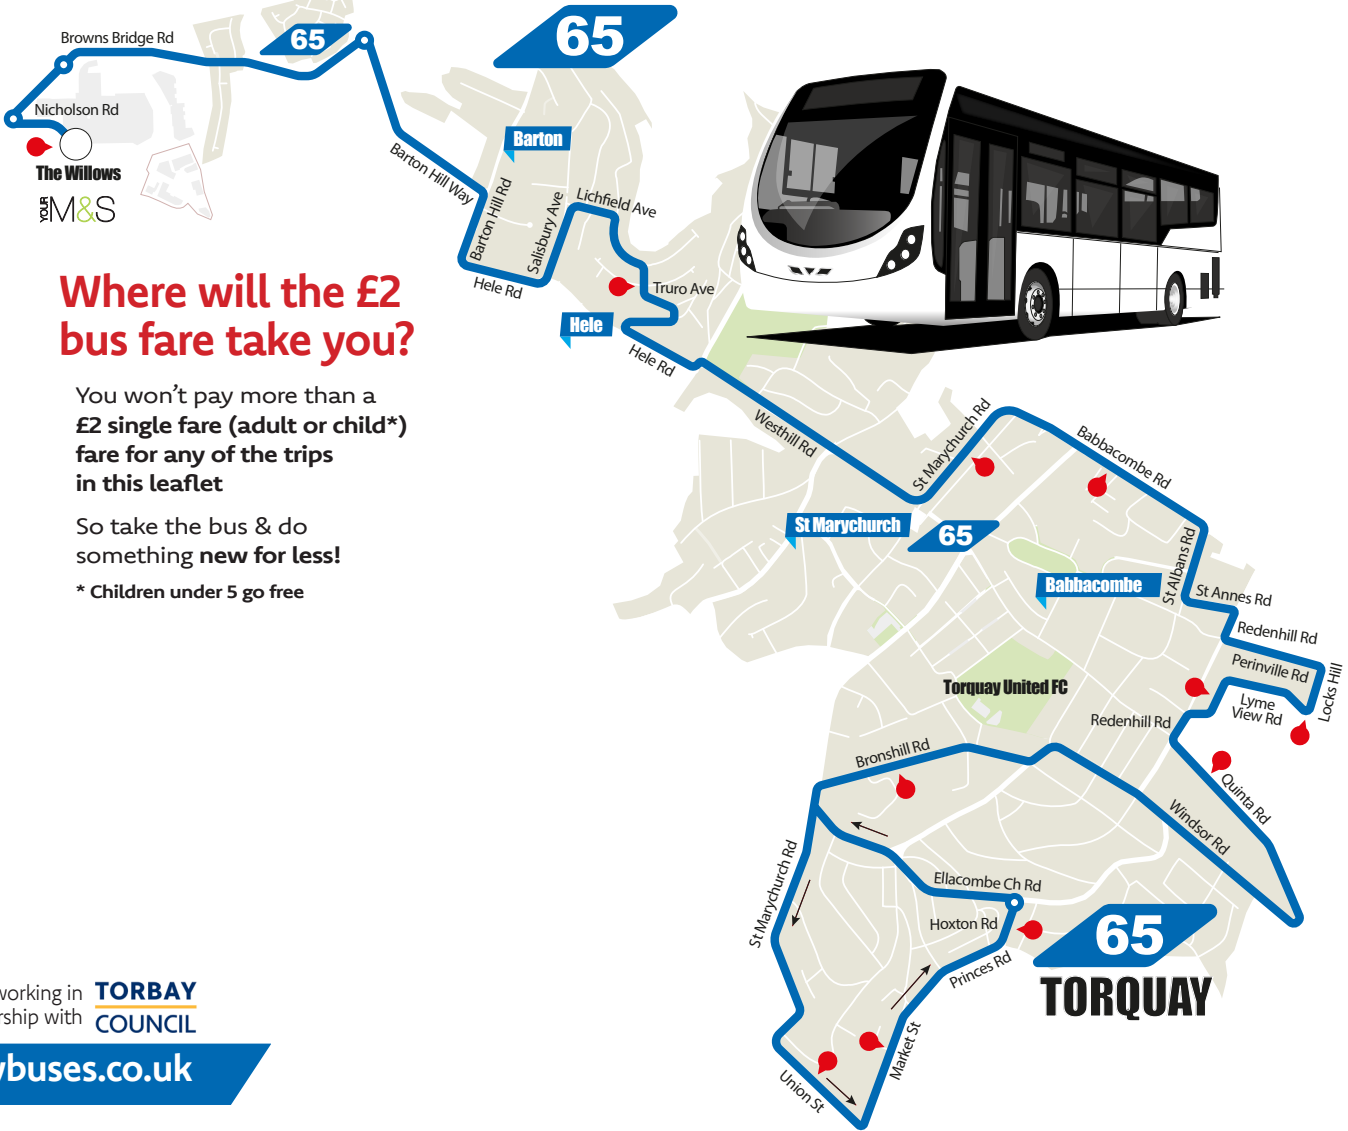 65
65
Browns Bridge Rd
Nicholson Rd
The Willows
YOUR
M&S
Barton
Barton Hill Way
Barton Hill Rd
Salisbury Ave
Lichfield Ave
Hele Rd
Truro Ave
Hele
Hele Rd
Where will the £2
bus fare take you?
You won't pay more than a
£2 single fare (adult or child*)
fare for any of the trips
in this leaflet
So take the bus & do
something new for less!
* Children under 5 go free
Westhill Rd
St Marychurch Rd
Babbacombe Rd
St Marychurch
65
Babbacombe
St Albans Rd
St Annes Rd
Redenhill Rd
Perinville Rd
Locks Hill
Lyme
View Rd
Torquay United FC
Redenhill Rd
Bronshill Rd
Quinta Rd
Windsor Rd
St Marychurch Rd
Ellacombe Ch Rd
Hoxton Rd
Princes Rd
65
TORQUAY
Market St
Union St
working in
rship with
TORBAY
COUNCIL
ybuses.co.uk